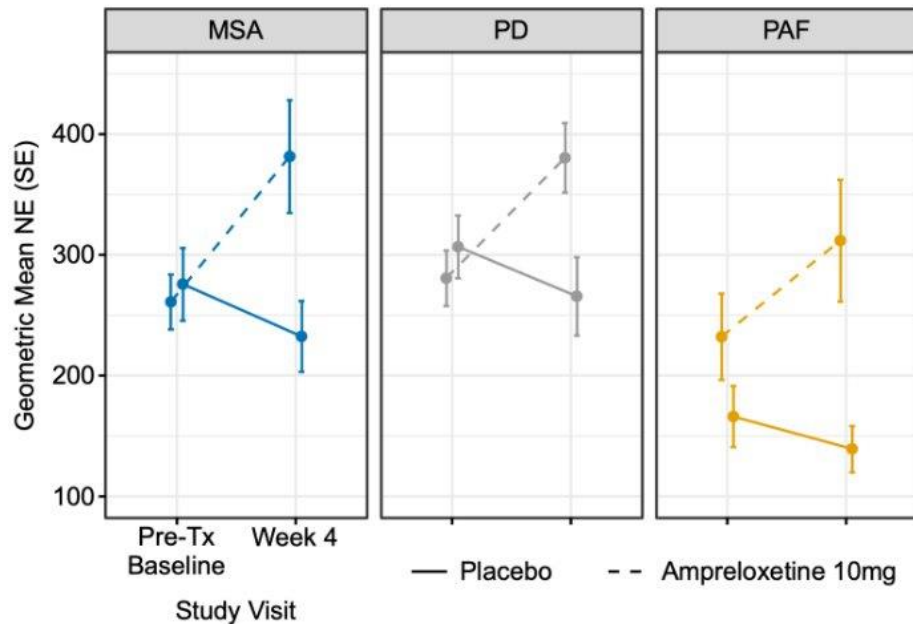 MSA
PD
PAF
Geometric Mean NE (SE)
400
300
200
100
Pre-Tx
Baseline
Week 4
Study Visit
Placebo
Ampreloxetine 10mg